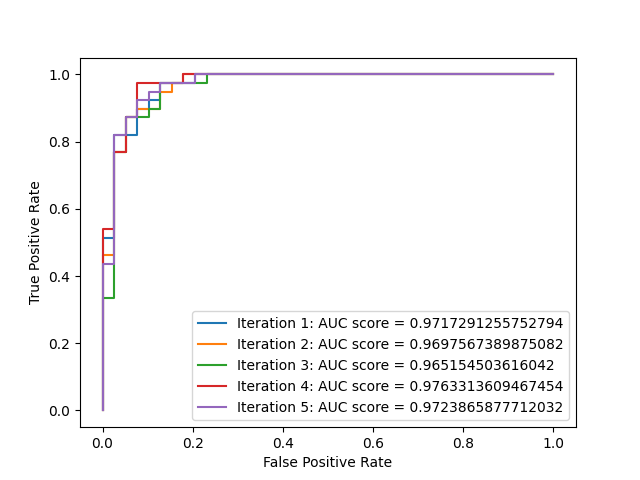 1.0
0.8
0.6
0.4
0.2
0.0
True Positive Rate
Iteration 1: AUC score = 0.9717291255752794
Iteration 2: AUC score = 0.9697567389875082
Iteration 3: AUC score = 0.965154503616042
Iteration 4: AUC score = 0.9763313609467454
Iteration 5: AUC score = 0.9723865877712032
0.0 0.2 0.4 0.6 0.8 1.0
False Positive Rate